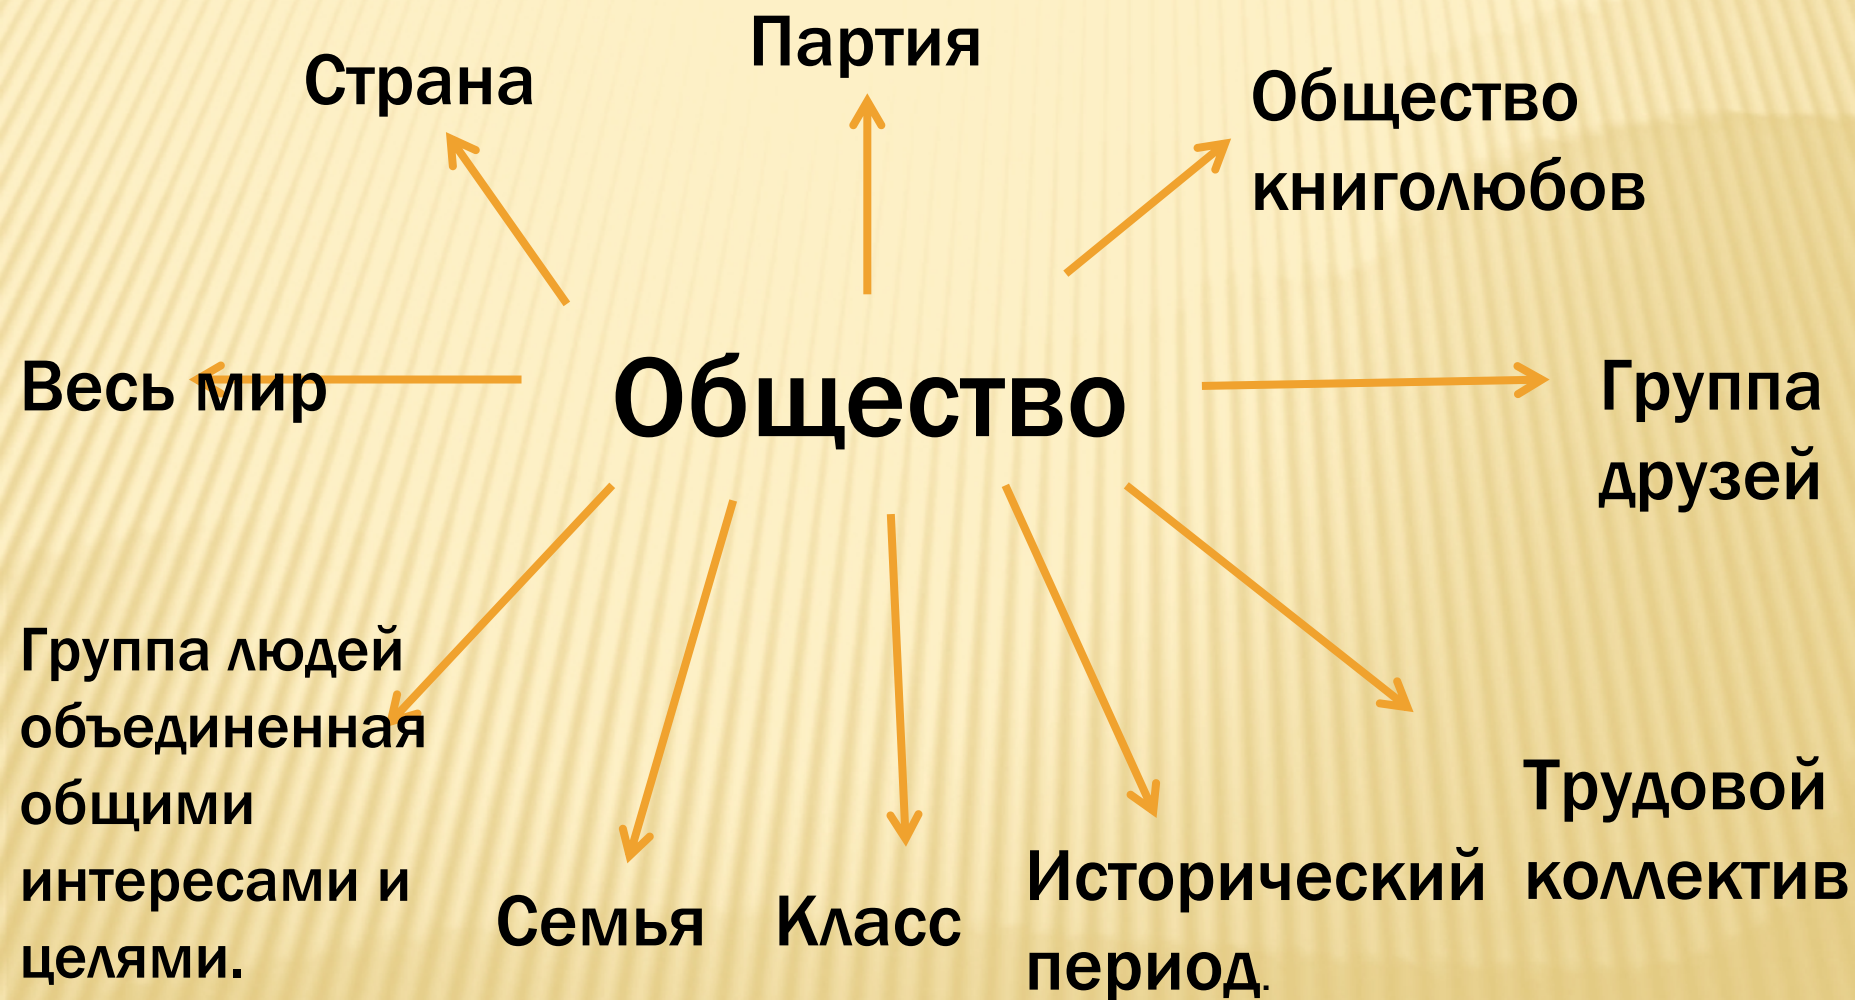 Партия
Страна
Общество
книголюбов
Весь мир
Общество
Группа
друзей
Группа людей
объединенная
общими
интересами и
целями.
Семья
Класс
Исторический
период.
Трудовой
коллектив